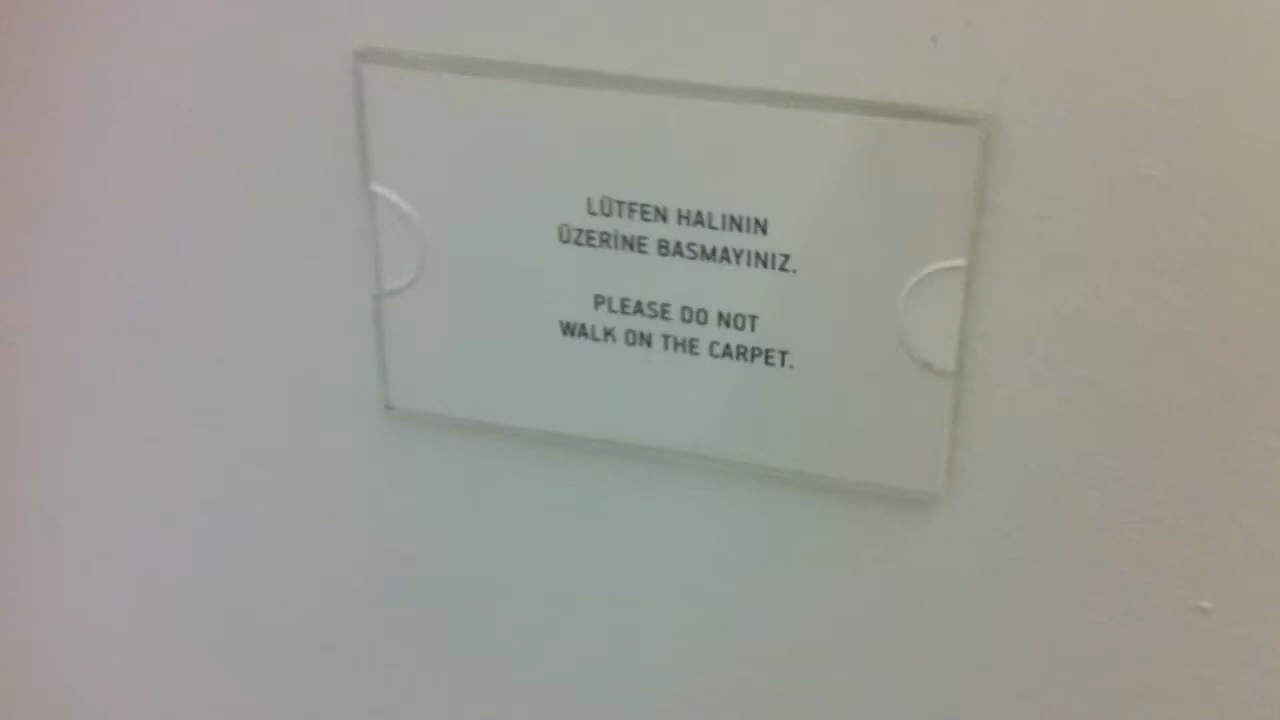 LÜTFEN HALININ
ÜZERİNE BASMAYINIZ.
PLEASE DO NOT
WALK ON THE CARPET.